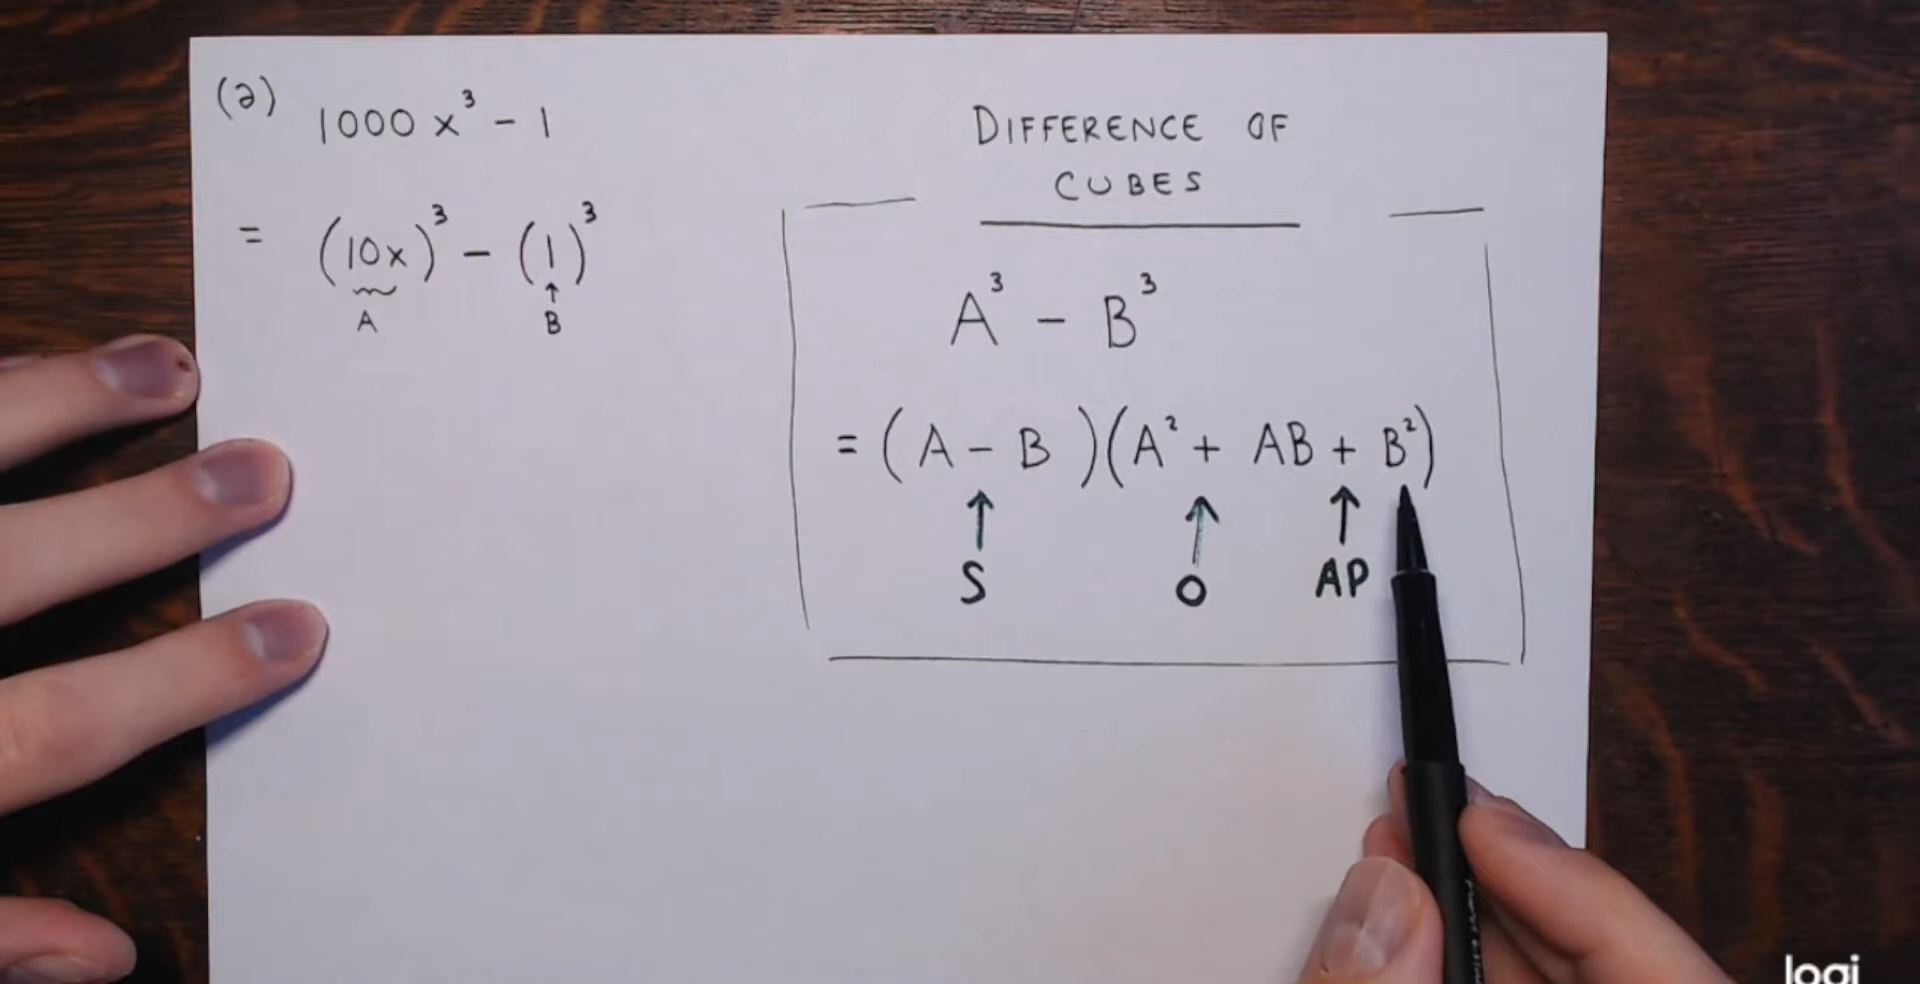 (a) 1000x³ - 1
= (10x)³ - (1)³
A B
DIFFERENCE OF
CUBES
A³ - B³
= (A - B)(A² + AB + B²)
S O AP
logi